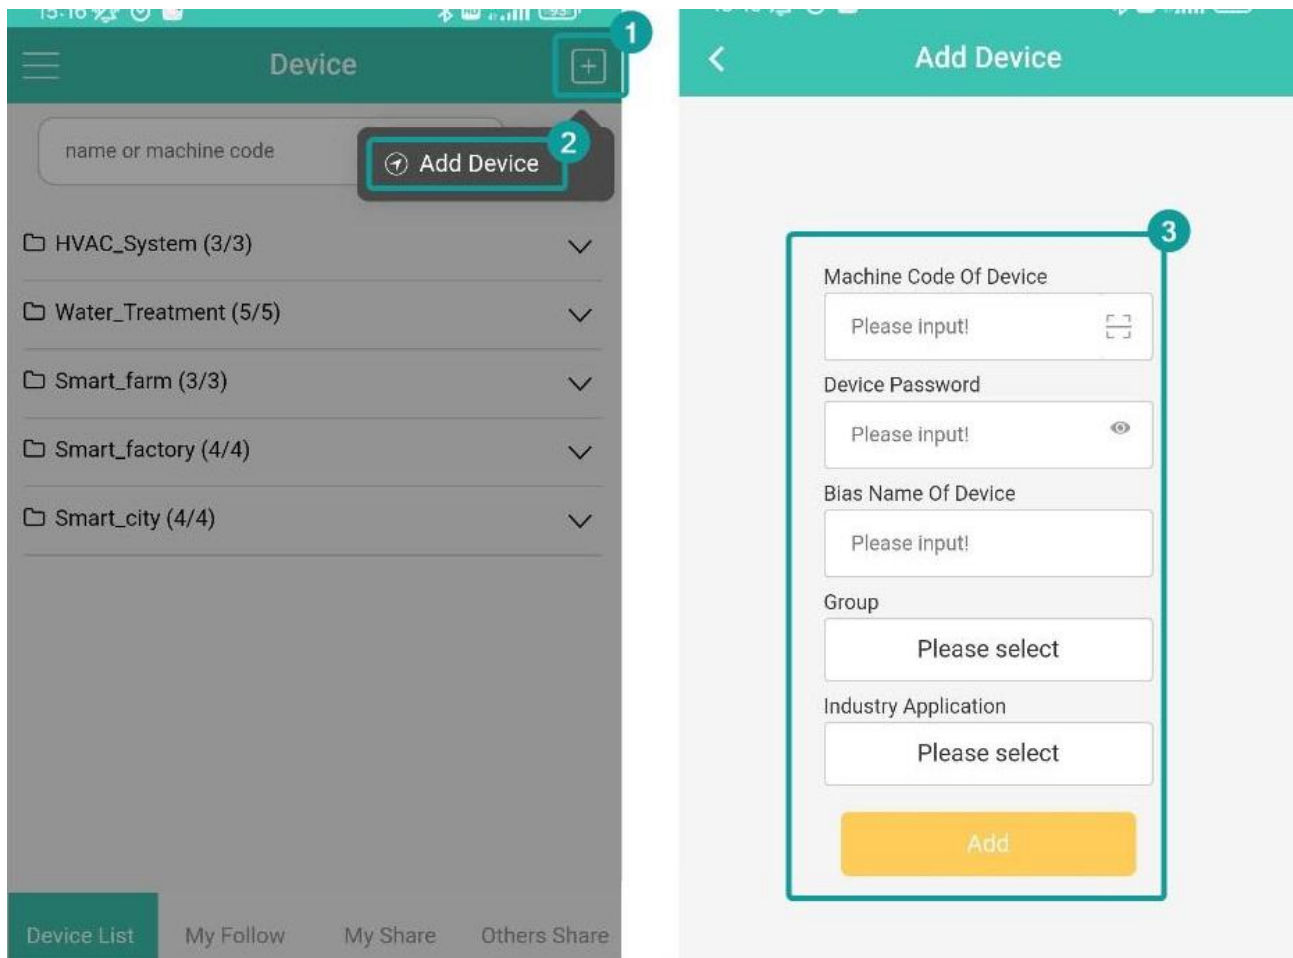 15:16
93
1
Device
2
name or machine code
Add Device
HVAC_System (3/3)
Water_Treatment (5/5)
Smart_farm (3/3)
Smart_factory (4/4)
Smart_city (4/4)
Device List
My Follow
My Share
Others Share
Add Device
3
Machine Code Of Device
Please input!
Device Password
Please input!
Bias Name Of Device
Please input!
Group
Please select
Industry Application
Please select
Add